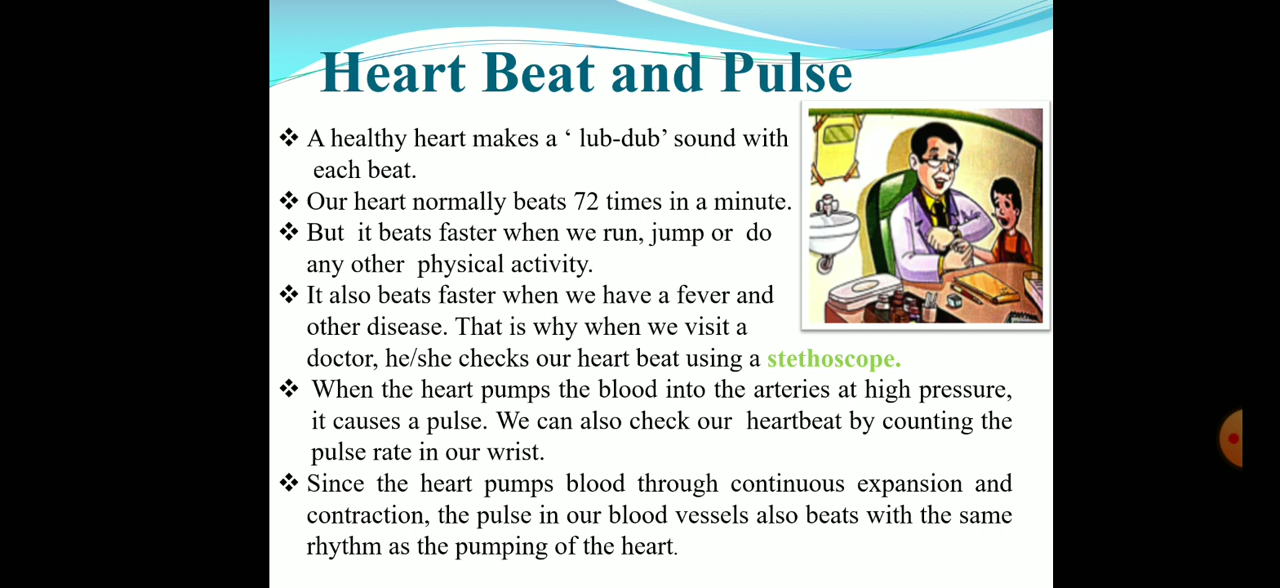 Heart Beat and Pulse
❖ A healthy heart makes a ‘ lub-dub’ sound with
each beat.
❖ Our heart normally beats 72 times in a minute.
❖ But it beats faster when we run, jump or do
any other physical activity.
❖ It also beats faster when we have a fever and
other disease. That is why when we visit a
doctor, he/she checks our heart beat using a stethoscope.
❖ When the heart pumps the blood into the arteries at high pressure,
it causes a pulse. We can also check our heartbeat by counting the
pulse rate in our wrist.
❖ Since the heart pumps blood through continuous expansion and
contraction, the pulse in our blood vessels also beats with the same
rhythm as the pumping of the heart.